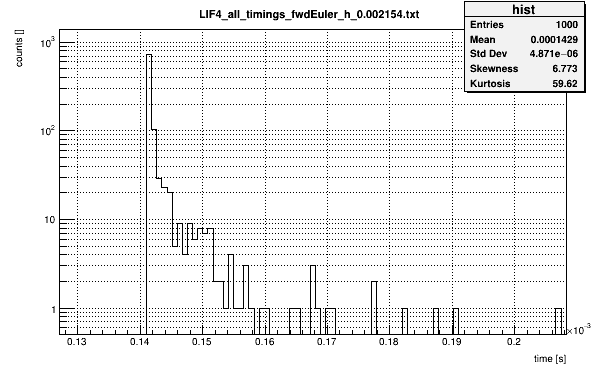 LIF4_all_timings_fwdEuler_h_0.002154.txt
hist
Entries 1000
Mean 0.0001429
Std Dev 4.871e−06
Skewness 6.773
Kurtosis 59.62
counts []
10³
10²
10
1
0.13 0.14 0.15 0.16 0.17 0.18 0.19 0.2
×10⁻³
time [s]